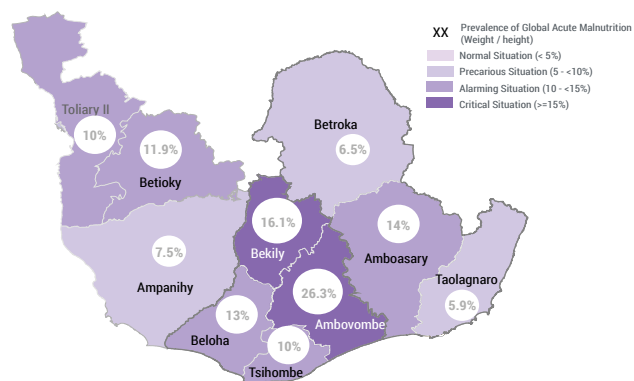 XX Prevalence of Global Acute Malnutrition
(Weight / height)
Normal Situation (< 5%)
Precarious Situation (5 - <10%)
Alarming Situation (10 - <15%)
Critical Situation (>=15%)
Toliary II
10%
11.9%
Betioky
Betroka
6.5%
16.1%
Bekily
14%
Amboasary
7.5%
Ampanihy
Taolagnaro
5.9%
26.3%
Ambovombe
13%
Beloha
10%
Tsihombe